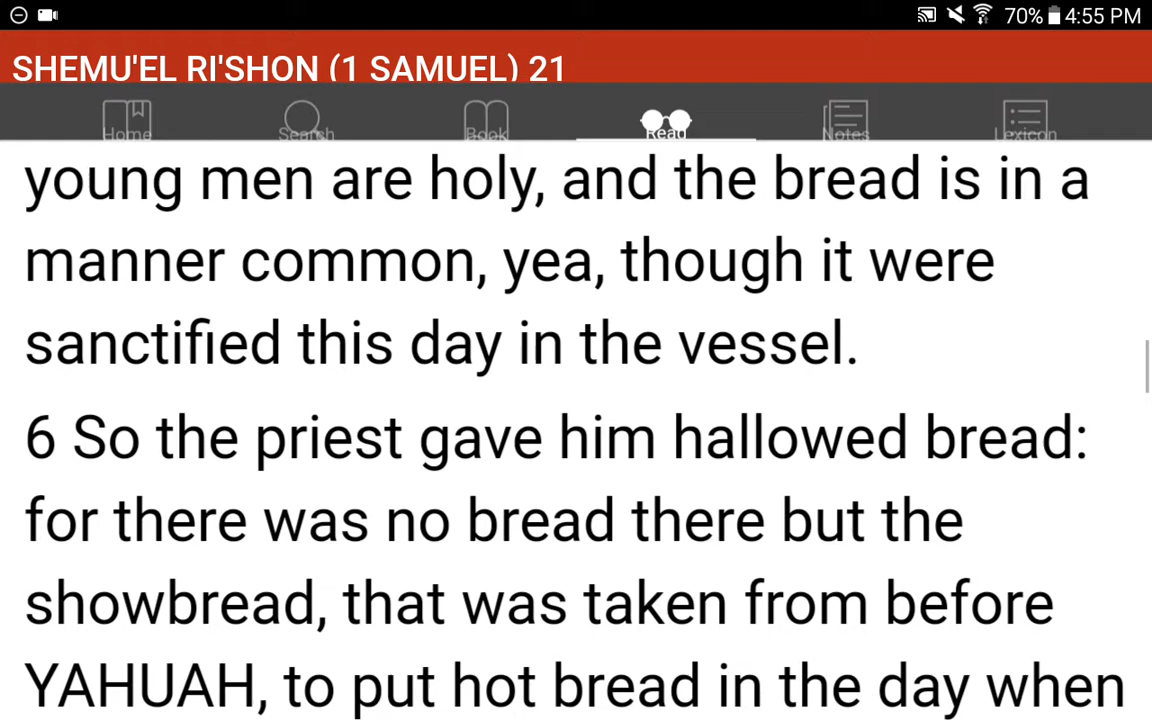 70% 4:55 PM
SHEMU'EL RI'SHON (1 SAMUEL) 21
Home Search Book Read Notes Lexicon
young men are holy, and the bread is in a
manner common, yea, though it were
sanctified this day in the vessel.
6 So the priest gave him hallowed bread:
for there was no bread there but the
showbread, that was taken from before
YAHUAH, to put hot bread in the day when